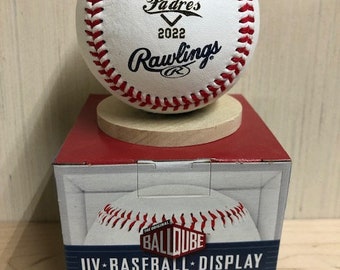 Padres
2022
Rawlings
R
BALLQUBE
UV • BASEBALL • DISPLAY